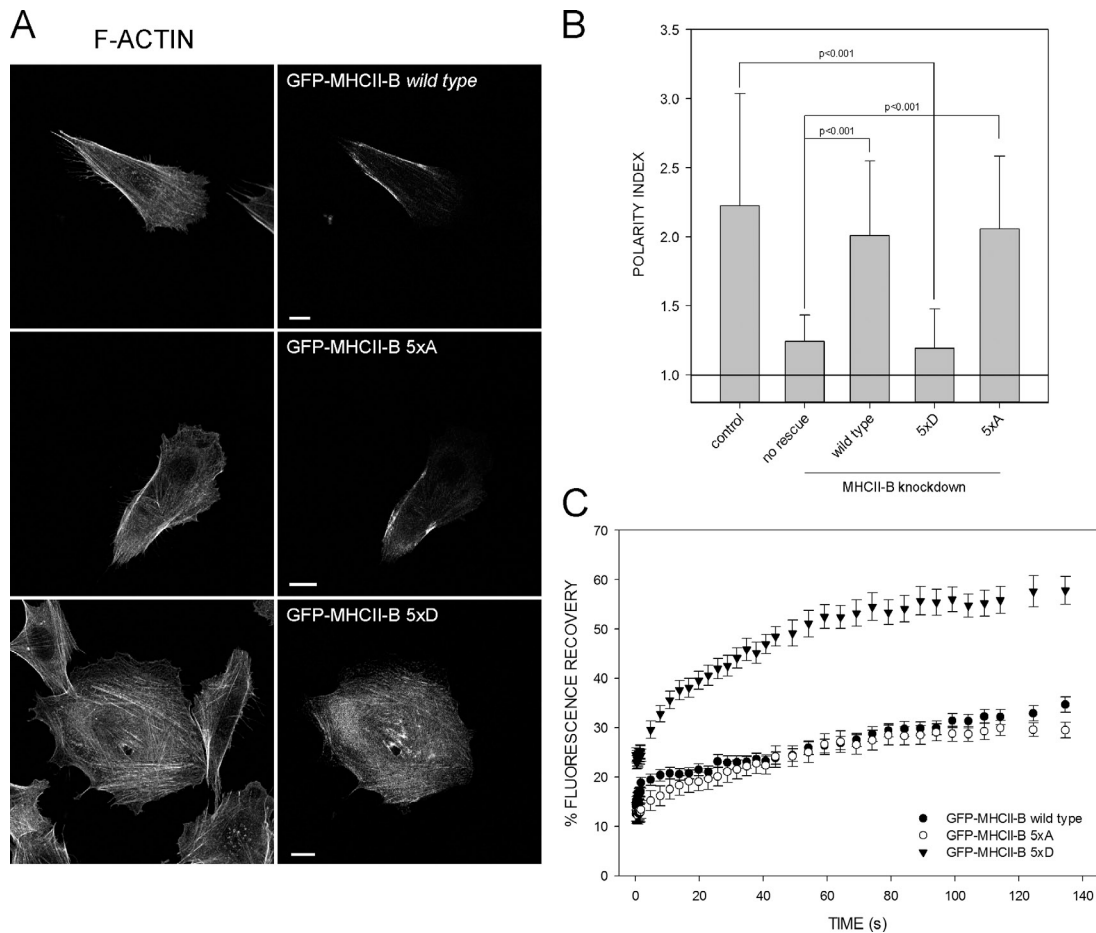 A
F-ACTIN
GFP-MHCII-B wild type
GFP-MHCII-B 5xA
GFP-MHCII-B 5xD
B
POLARITY INDEX
3.5
3.0
2.5
2.0
1.5
1.0
p<0.001
p<0.001
p<0.001
control
no rescue
wild type
5xD
5xA
MHCII-B knockdown
C
% FLUORESCENCE RECOVERY
70
60
50
40
30
20
10
0
GFP-MHCII-B wild type
GFP-MHCII-B 5xA
GFP-MHCII-B 5xD
0 20 40 60 80 100 120 140
TIME (s)